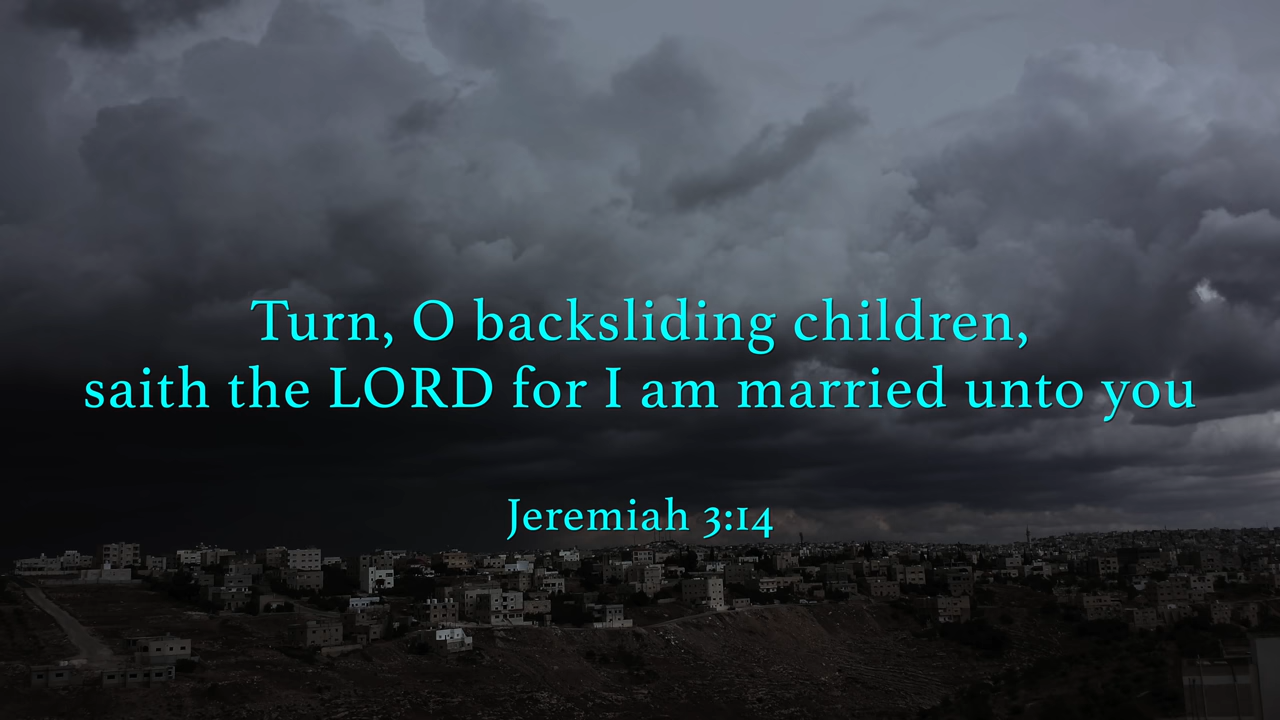 Turn, O backsliding children,
saith the LORD for I am married unto you
Jeremiah 3:14